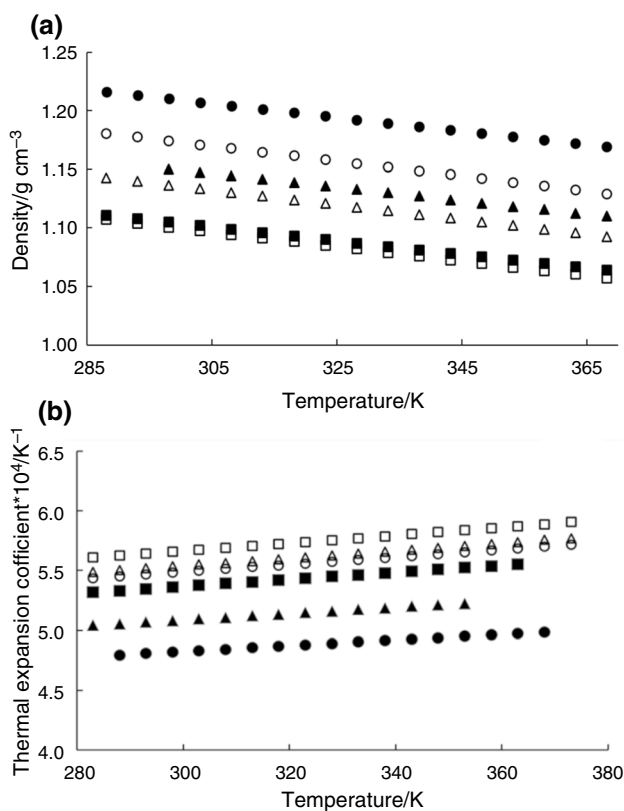 (a)
Density/g cm⁻³
1.25
1.20
1.15
1.10
1.05
1.00
285 305 325 345 365
Temperature/K
(b)
Thermal expansion cofficient*10⁴/K⁻¹
6.5
6.0
5.5
5.0
4.5
4.0
280 300 320 340 360 380
Temperature/K